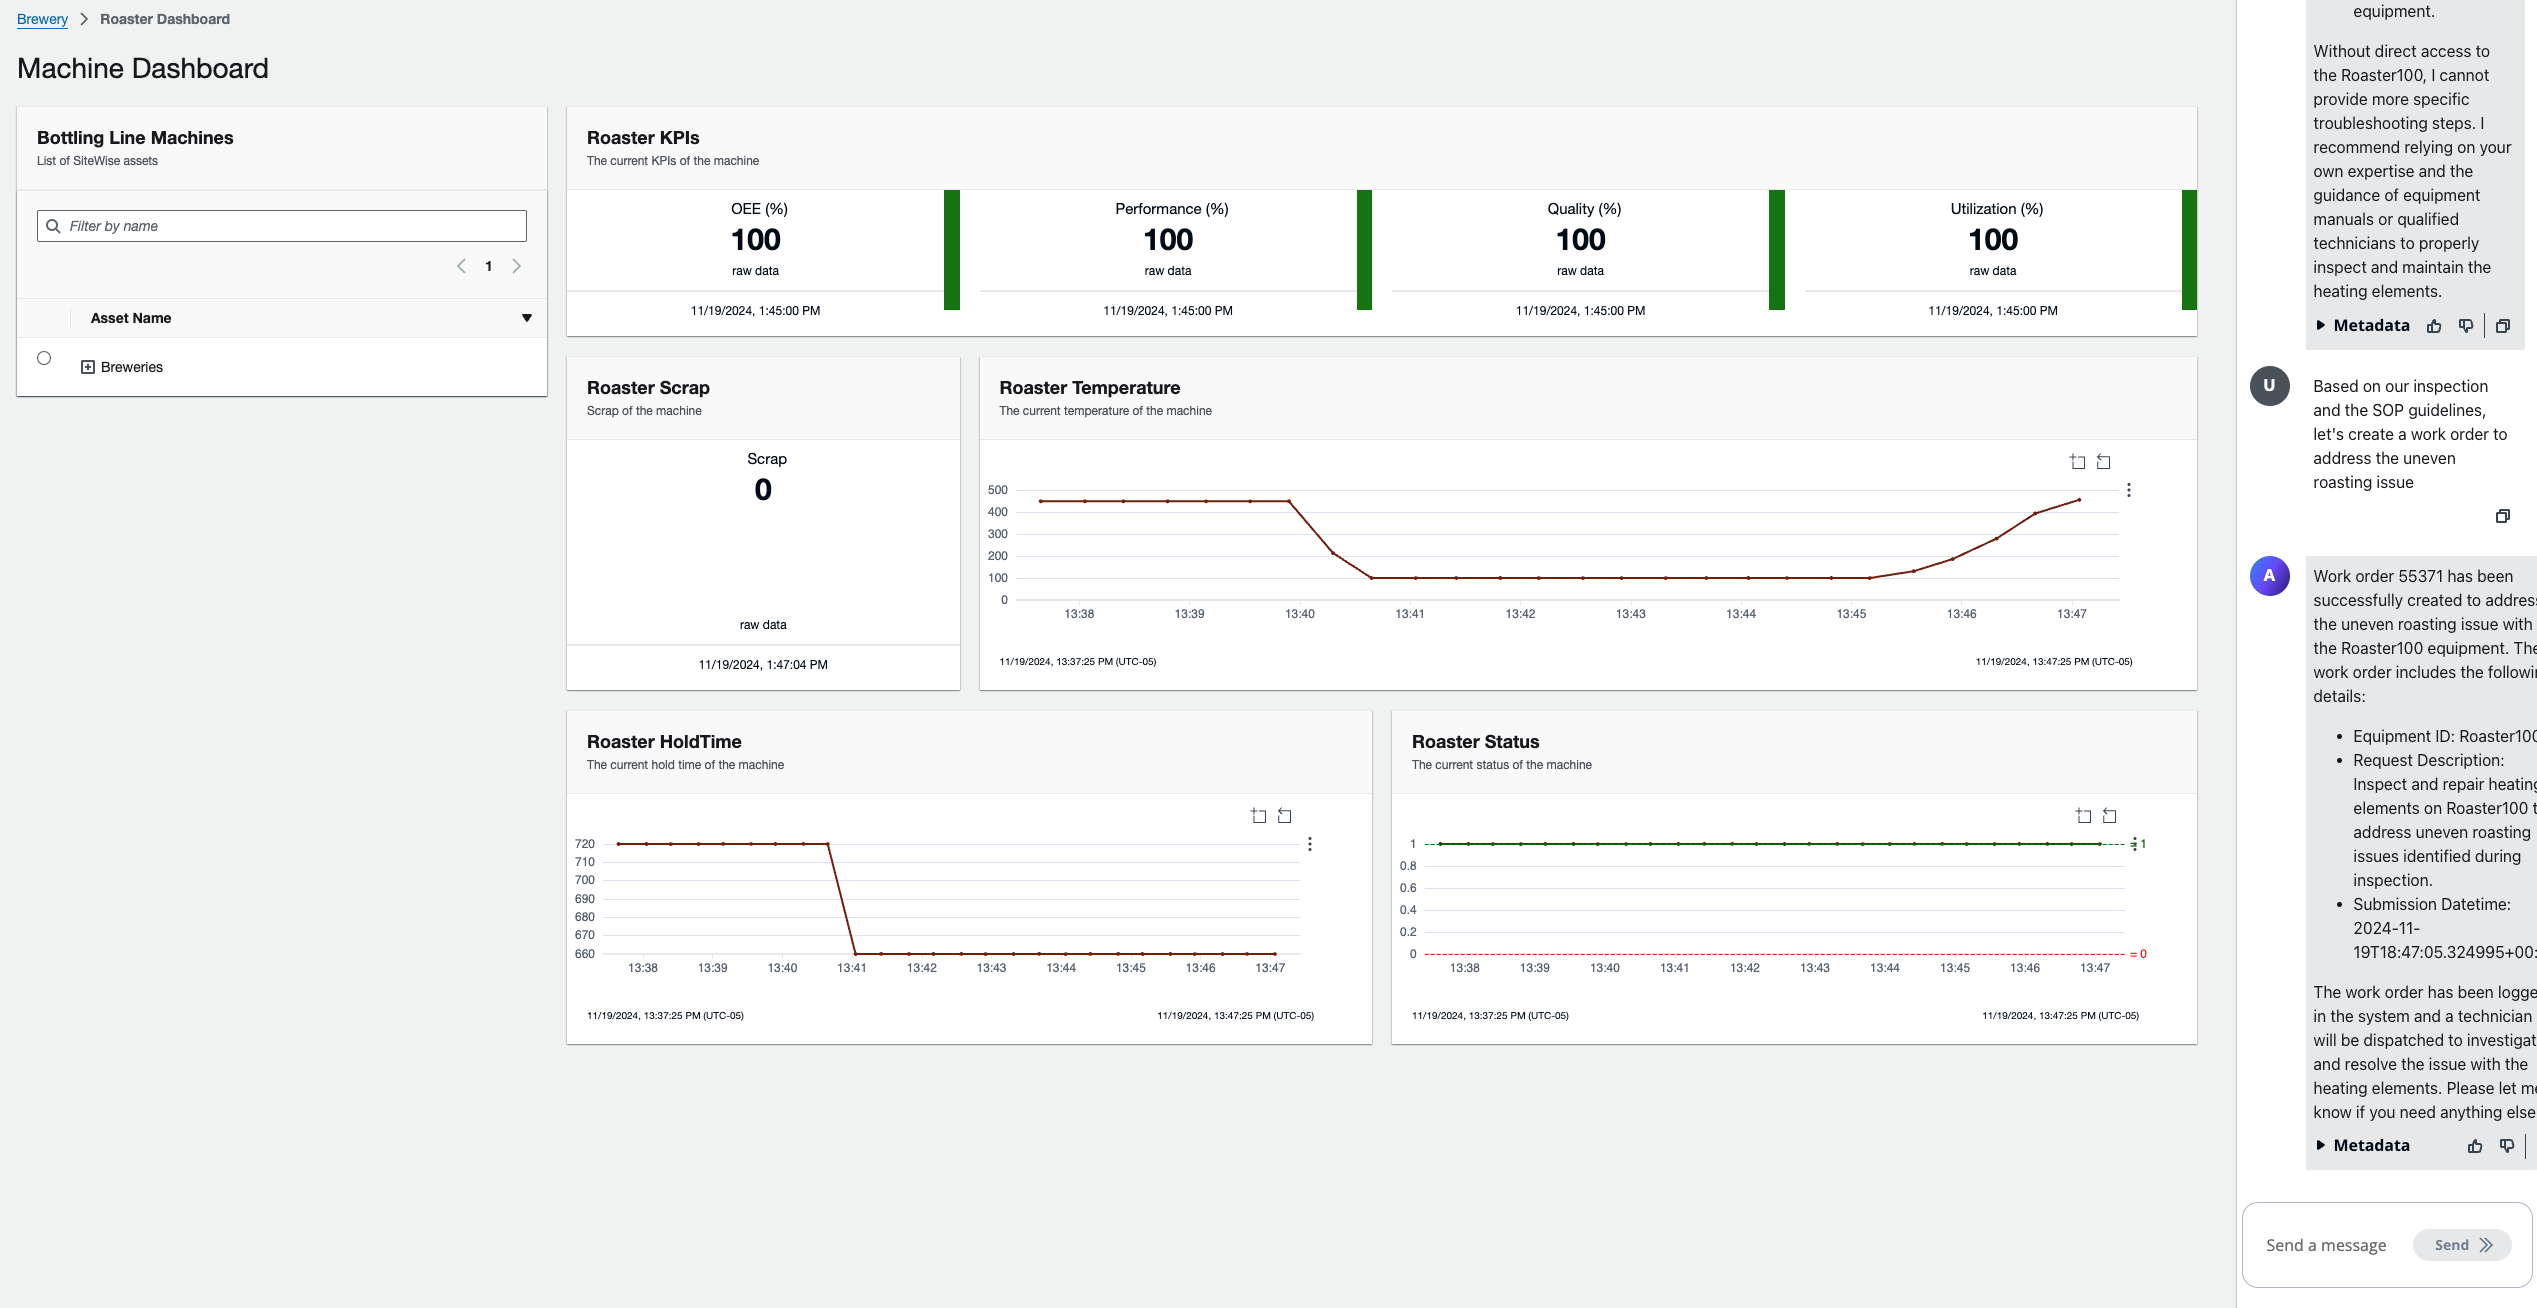 Brewery > Roaster Dashboard
Machine Dashboard
Bottling Line Machines
List of SiteWise assets
Filter by name
1
Asset Name
Breweries
Roaster KPIs
The current KPIs of the machine
OEE (%)
100
raw data
11/19/2024, 1:45:00 PM
Performance (%)
100
raw data
11/19/2024, 1:45:00 PM
Quality (%)
100
raw data
11/19/2024, 1:45:00 PM
Utilization (%)
100
raw data
11/19/2024, 1:45:00 PM
Roaster Scrap
Scrap of the machine
Scrap
0
raw data
11/19/2024, 1:47:04 PM
Roaster Temperature
The current temperature of the machine
500
400
300
200
100
0
13:38 13:39 13:40 13:41 13:42 13:43 13:44 13:45 13:46 13:47
11/19/2024, 13:37:25 PM (UTC-05) 11/19/2024, 13:47:25 PM (UTC-05)
Roaster HoldTime
The current hold time of the machine
720
710
700
690
680
670
660
13:38 13:39 13:40 13:41 13:42 13:43 13:44 13:45 13:46 13:47
11/19/2024, 13:37:25 PM (UTC-05) 11/19/2024, 13:47:25 PM (UTC-05)
Roaster Status
The current status of the machine
1
0.8
0.6
0.4
0.2
0
= 1
= 0
13:38 13:39 13:40 13:41 13:42 13:43 13:44 13:45 13:46 13:47
11/19/2024, 13:37:25 PM (UTC-05) 11/19/2024, 13:47:25 PM (UTC-05)
equipment.
Without direct access to
the Roaster100, I cannot
provide more specific
troubleshooting steps. I
recommend relying on your
own expertise and the
guidance of equipment
manuals or qualified
technicians to properly
inspect and maintain the
heating elements.
Metadata
U
Based on our inspection
and the SOP guidelines,
let's create a work order to
address the uneven
roasting issue
A
Work order 55371 has been
successfully created to address
the uneven roasting issue with
the Roaster100 equipment. The
work order includes the followin
details:
• Equipment ID: Roaster100
• Request Description:
Inspect and repair heating
elements on Roaster100 t
address uneven roasting
issues identified during
inspection.
• Submission Datetime:
2024-11-
19T18:47:05.324995+00:
The work order has been logge
in the system and a technician
will be dispatched to investigat
and resolve the issue with the
heating elements. Please let me
know if you need anything else
Metadata
Send a message
Send